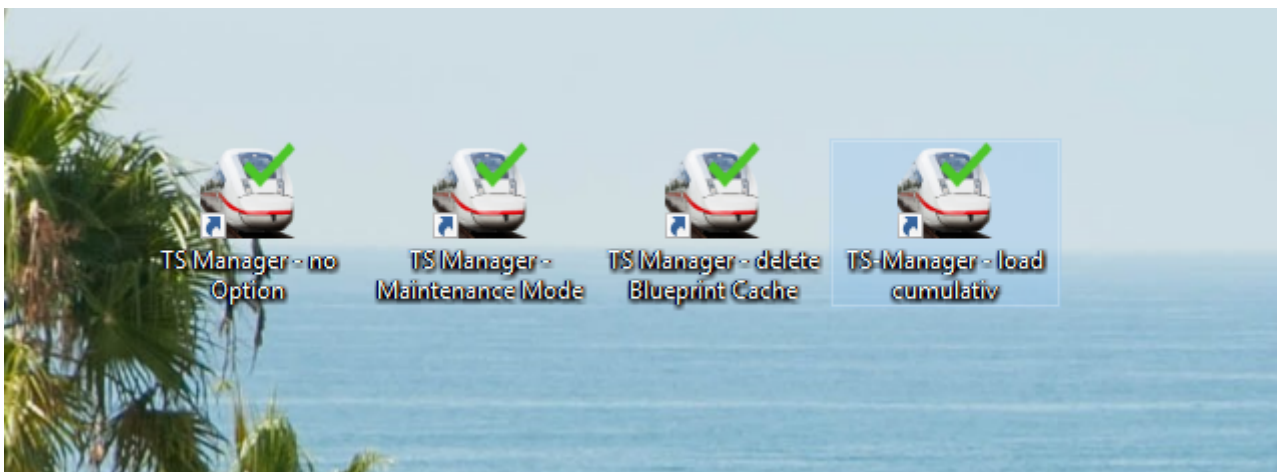 TS Manager - no
Option
TS Manager -
Maintenance Mode
TS Manager - delete
Blueprint Cache
TS-Manager - load
cumulativ